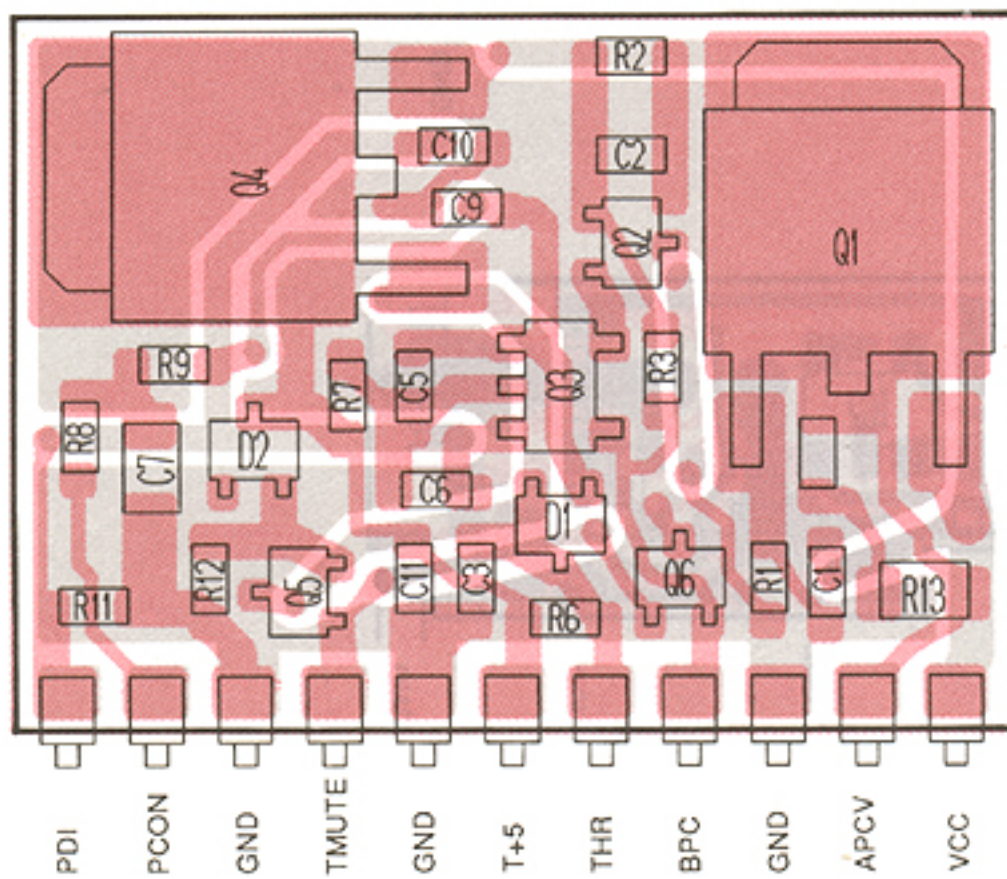 R2
C10
C2
Q4
C9
Q2
Q1
R9
R7
C5
Q3
R3
R8
C7
D2
C6
D1
R11
R12
Q5
C11
C3
R6
Q6
R1
C1
R13
PDI
PCON
GND
TMUTE
GND
T+5
THR
BPC
GND
APCV
VCC